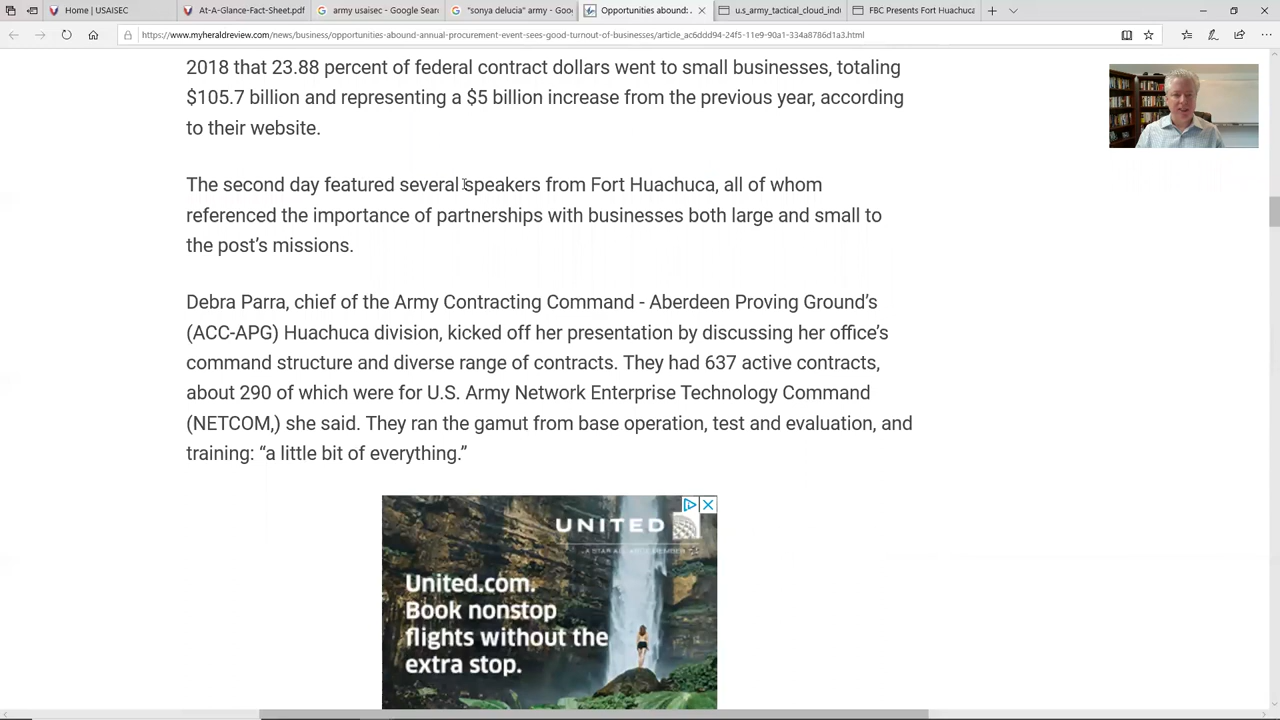 Home | USAISEC
At-A-Glance-Fact-Sheet.pdf
army usaisec - Google Sear
"sonya delucia" army - Goo
Opportunities abound:
u.s_army_tactical_cloud_indu
FBC Presents Fort Huachuca
https://www.myheraldreview.com/news/business/opportunities-abound-annual-procurement-event-sees-good-turnout-of-businesses/article_ac6ddd94-24f5-11e9-90a1-334a8786d1a3.html
2018 that 23.88 percent of federal contract dollars went to small businesses, totaling
$105.7 billion and representing a $5 billion increase from the previous year, according
to their website.
The second day featured several speakers from Fort Huachuca, all of whom
referenced the importance of partnerships with businesses both large and small to
the post’s missions.
Debra Parra, chief of the Army Contracting Command - Aberdeen Proving Ground’s
(ACC-APG) Huachuca division, kicked off her presentation by discussing her office’s
command structure and diverse range of contracts. They had 637 active contracts,
about 290 of which were for U.S. Army Network Enterprise Technology Command
(NETCOM,) she said. They ran the gamut from base operation, test and evaluation, and
training: “a little bit of everything.”
UNITED
A STAR ALLIANCE MEMBER
United.com.
Book nonstop
flights without the
extra stop.